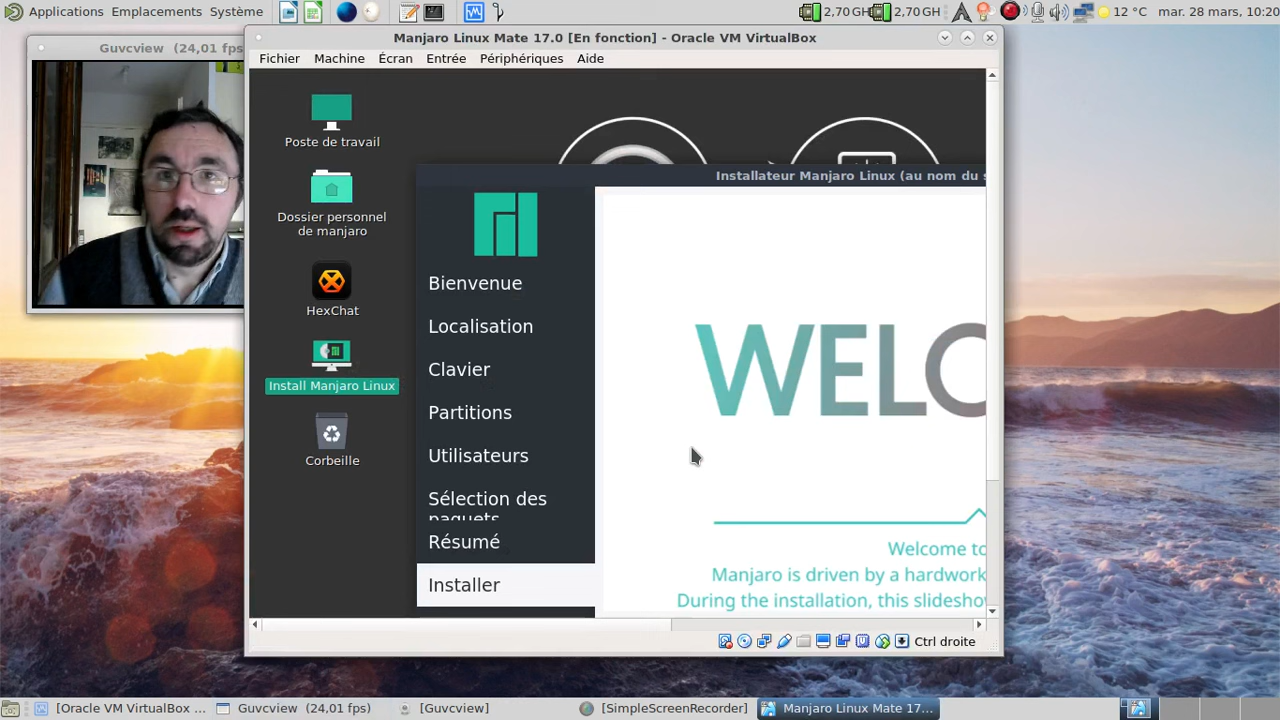 Applications Emplacements Système 2,70 GH 2,70 GH 12 °C mar. 28 mars, 10:20
Guvcview (24,01 fps
Manjaro Linux Mate 17.0 [En fonction] - Oracle VM VirtualBox
Fichier Machine Écran Entrée Périphériques Aide
Poste de travail
Dossier personnel
de manjaro
HexChat
Install Manjaro Linux
Corbeille
Installateur Manjaro Linux (au nom du s
Bienvenue
Localisation
Clavier
Partitions
Utilisateurs
Sélection des
paquets
Résumé
Installer
WELCO
Welcome to
Manjaro is driven by a hardwork
During the installation, this slidesho
Ctrl droite
[Oracle VM VirtualBox ... Guvcview (24,01 fps) [Guvcview] [SimpleScreenRecorder] Manjaro Linux Mate 17....